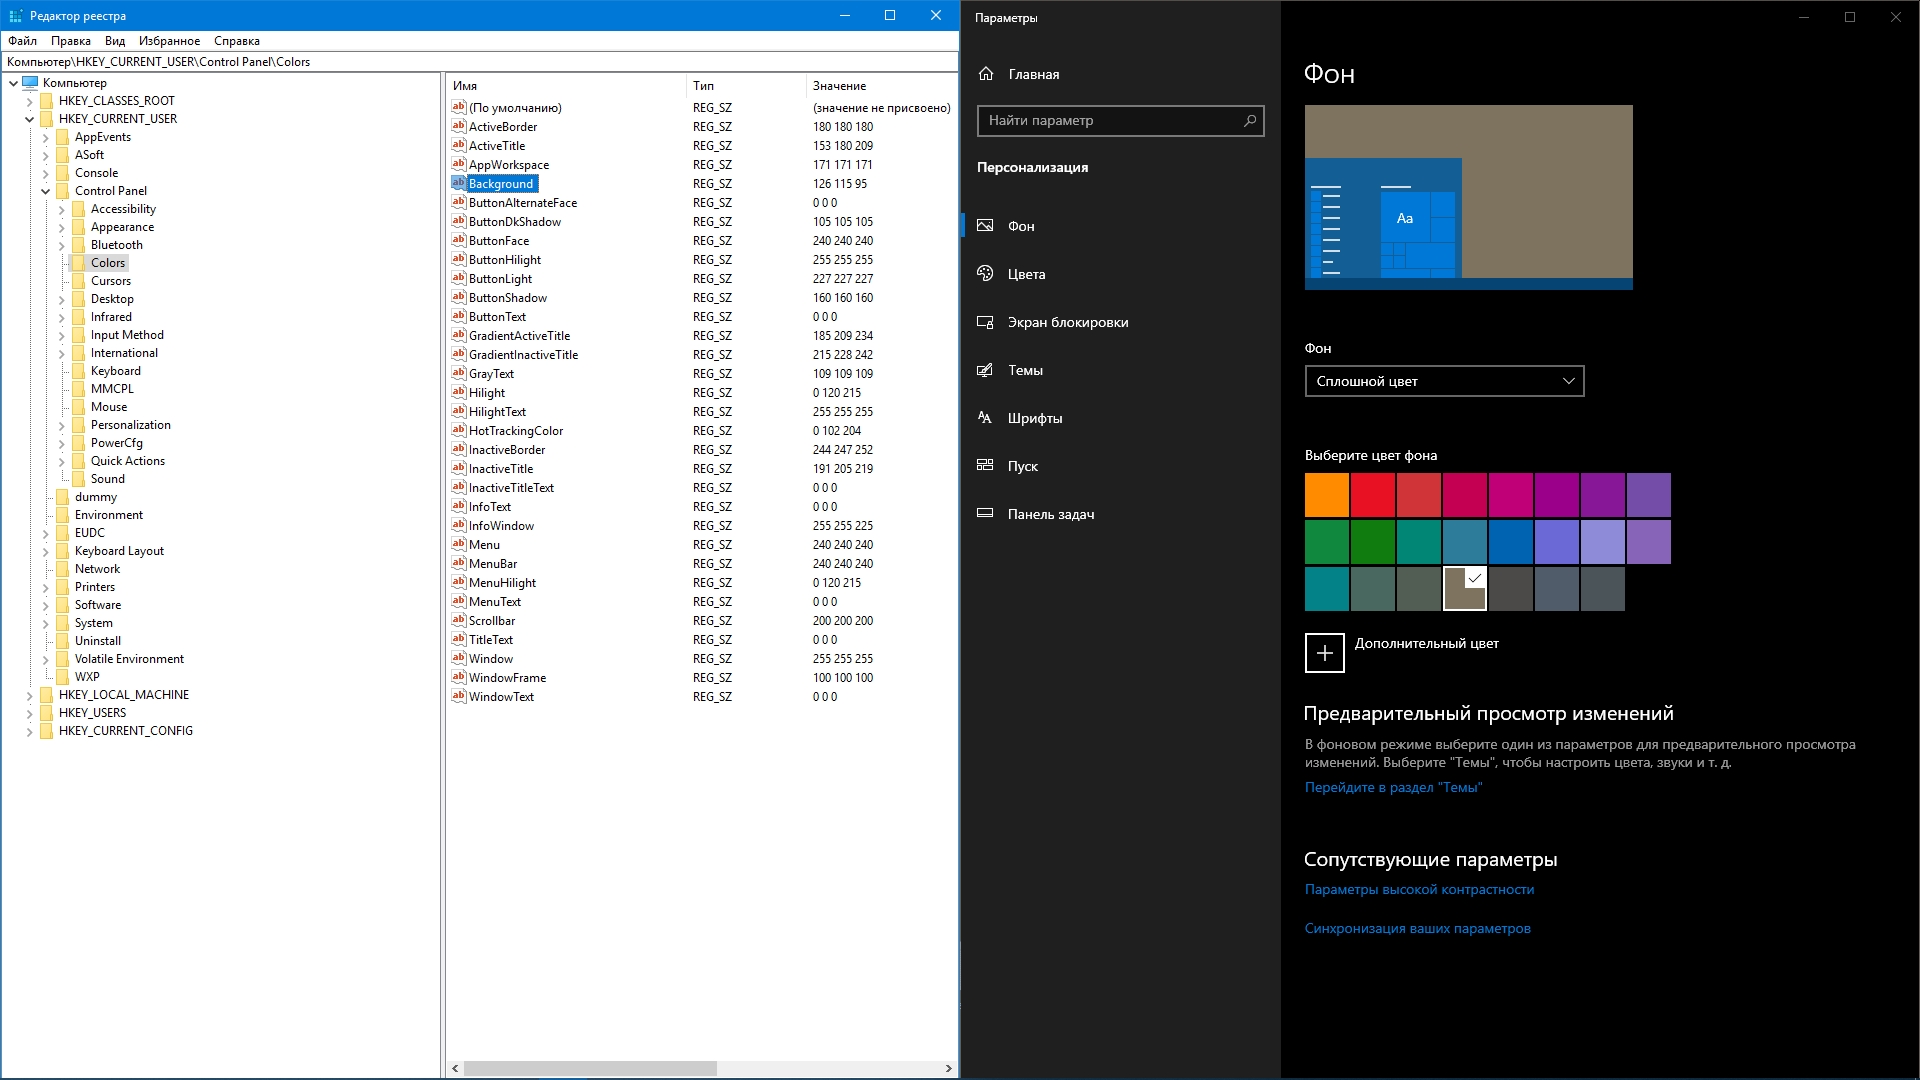 Редактор реестра
Файл Правка Вид Избранное Справка
Компьютер\HKEY_CURRENT_USER\Control Panel\Colors
Компьютер
HKEY_CLASSES_ROOT
HKEY_CURRENT_USER
AppEvents
ASoft
Console
Control Panel
Accessibility
Appearance
Bluetooth
Colors
Cursors
Desktop
Infrared
Input Method
International
Keyboard
MMCPL
Mouse
Personalization
PowerCfg
Quick Actions
Sound
dummy
Environment
EUDC
Keyboard Layout
Network
Printers
Software
System
Uninstall
Volatile Environment
WXP
HKEY_LOCAL_MACHINE
HKEY_USERS
HKEY_CURRENT_CONFIG
Имя Тип Значение
(По умолчанию) REG_SZ (значение не присвоено)
ActiveBorder REG_SZ 180 180 180
ActiveTitle REG_SZ 153 180 209
AppWorkspace REG_SZ 171 171 171
Background REG_SZ 126 115 95
ButtonAlternateFace REG_SZ 0 0 0
ButtonDkShadow REG_SZ 105 105 105
ButtonFace REG_SZ 240 240 240
ButtonHilight REG_SZ 255 255 255
ButtonLight REG_SZ 227 227 227
ButtonShadow REG_SZ 160 160 160
ButtonText REG_SZ 0 0 0
GradientActiveTitle REG_SZ 185 209 234
GradientInactiveTitle REG_SZ 215 228 242
GrayText REG_SZ 109 109 109
Hilight REG_SZ 0 120 215
HilightText REG_SZ 255 255 255
HotTrackingColor REG_SZ 0 102 204
InactiveBorder REG_SZ 244 247 252
InactiveTitle REG_SZ 191 205 219
InactiveTitleText REG_SZ 0 0 0
InfoText REG_SZ 0 0 0
InfoWindow REG_SZ 255 255 225
Menu REG_SZ 240 240 240
MenuBar REG_SZ 240 240 240
MenuHilight REG_SZ 0 120 215
MenuText REG_SZ 0 0 0
Scrollbar REG_SZ 200 200 200
TitleText REG_SZ 0 0 0
Window REG_SZ 255 255 255
WindowFrame REG_SZ 100 100 100
WindowText REG_SZ 0 0 0
Параметры
Главная
Найти параметр
Персонализация
Фон
Цвета
Экран блокировки
Темы
Шрифты
Пуск
Панель задач
Фон
Aa
Фон
Сплошной цвет
Выберите цвет фона
Дополнительный цвет
Предварительный просмотр изменений
В фоновом режиме выберите один из параметров для предварительного просмотра
изменений. Выберите "Темы", чтобы настроить цвета, звуки и т. д.
Перейдите в раздел "Темы"
Сопутствующие параметры
Параметры высокой контрастности
Синхронизация ваших параметров